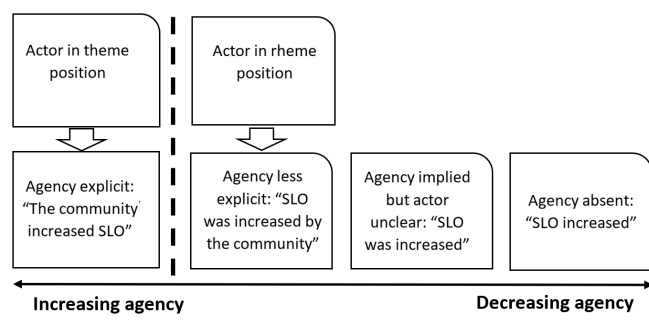 Actor in theme
position
Actor in rheme
position
Agency explicit:
“The community'
increased SLO”
Agency less
explicit: “SLO
was increased by
the community”
Agency implied
but actor
unclear: “SLO
was increased”
Agency absent:
“SLO increased”
Increasing agency
Decreasing agency